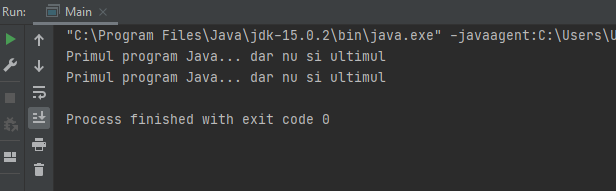 Run: Main
"C:\Program Files\Java\jdk-15.0.2\bin\java.exe" -javaagent:C:\Users\U
Primul program Java... dar nu si ultimul
Primul program Java... dar nu si ultimul
Process finished with exit code 0